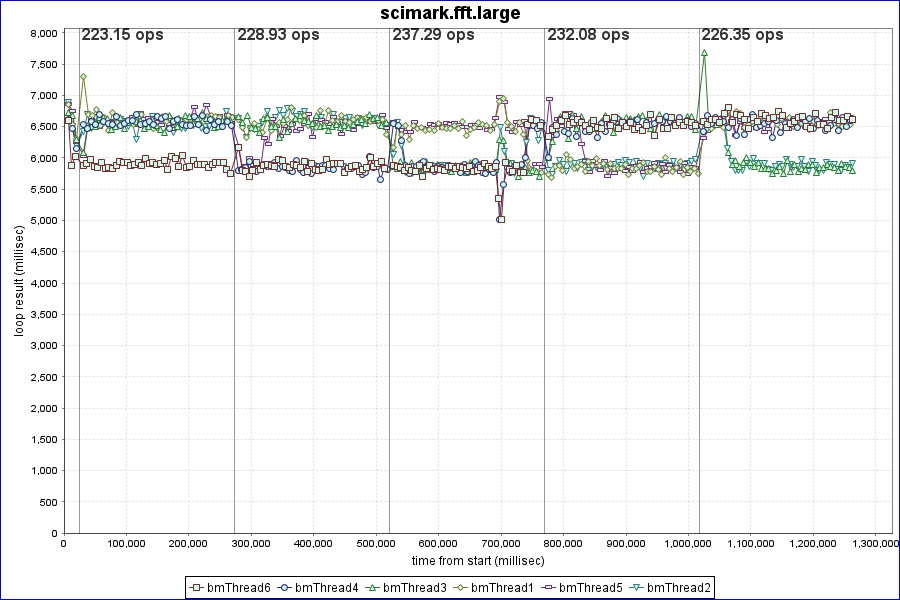 scimark.fft.large
223.15 ops 228.93 ops 237.29 ops 232.08 ops 226.35 ops
8,000
7,500
7,000
6,500
6,000
5,500
5,000
4,500
4,000
3,500
3,000
2,500
2,000
1,500
1,000
500
0
loop result (millisec)
0 100,000 200,000 300,000 400,000 500,000 600,000 700,000 800,000 900,000 1,000,000 1,100,000 1,200,000 1,300,000
time from start (millisec)
bmThread6 bmThread4 bmThread3 bmThread1 bmThread5 bmThread2